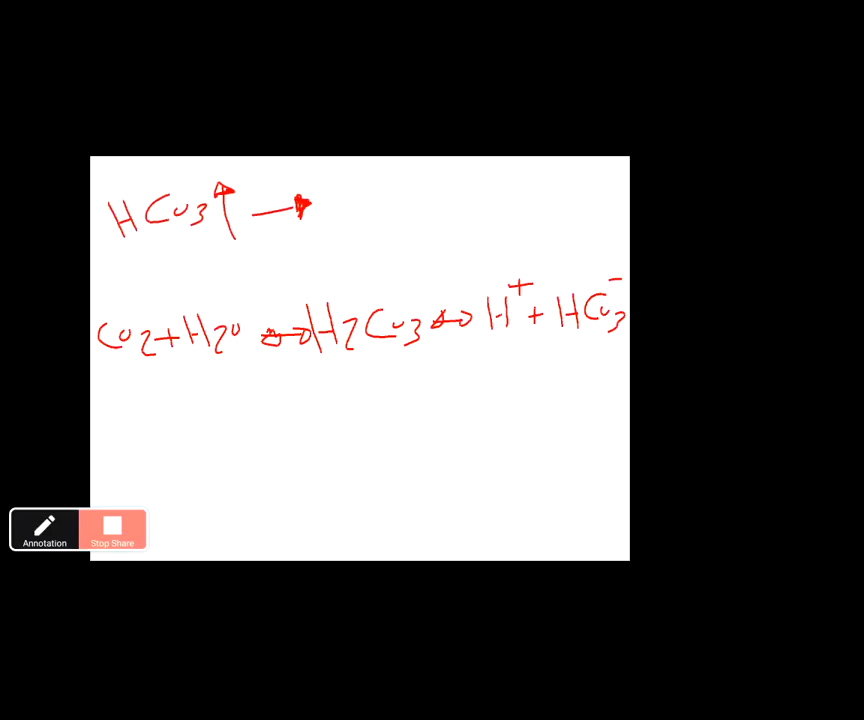 HCO3↑ →
CO2+H2O ↔ H2CO3 ↔ H⁺ + HCO3⁻
Annotation
Stop Share